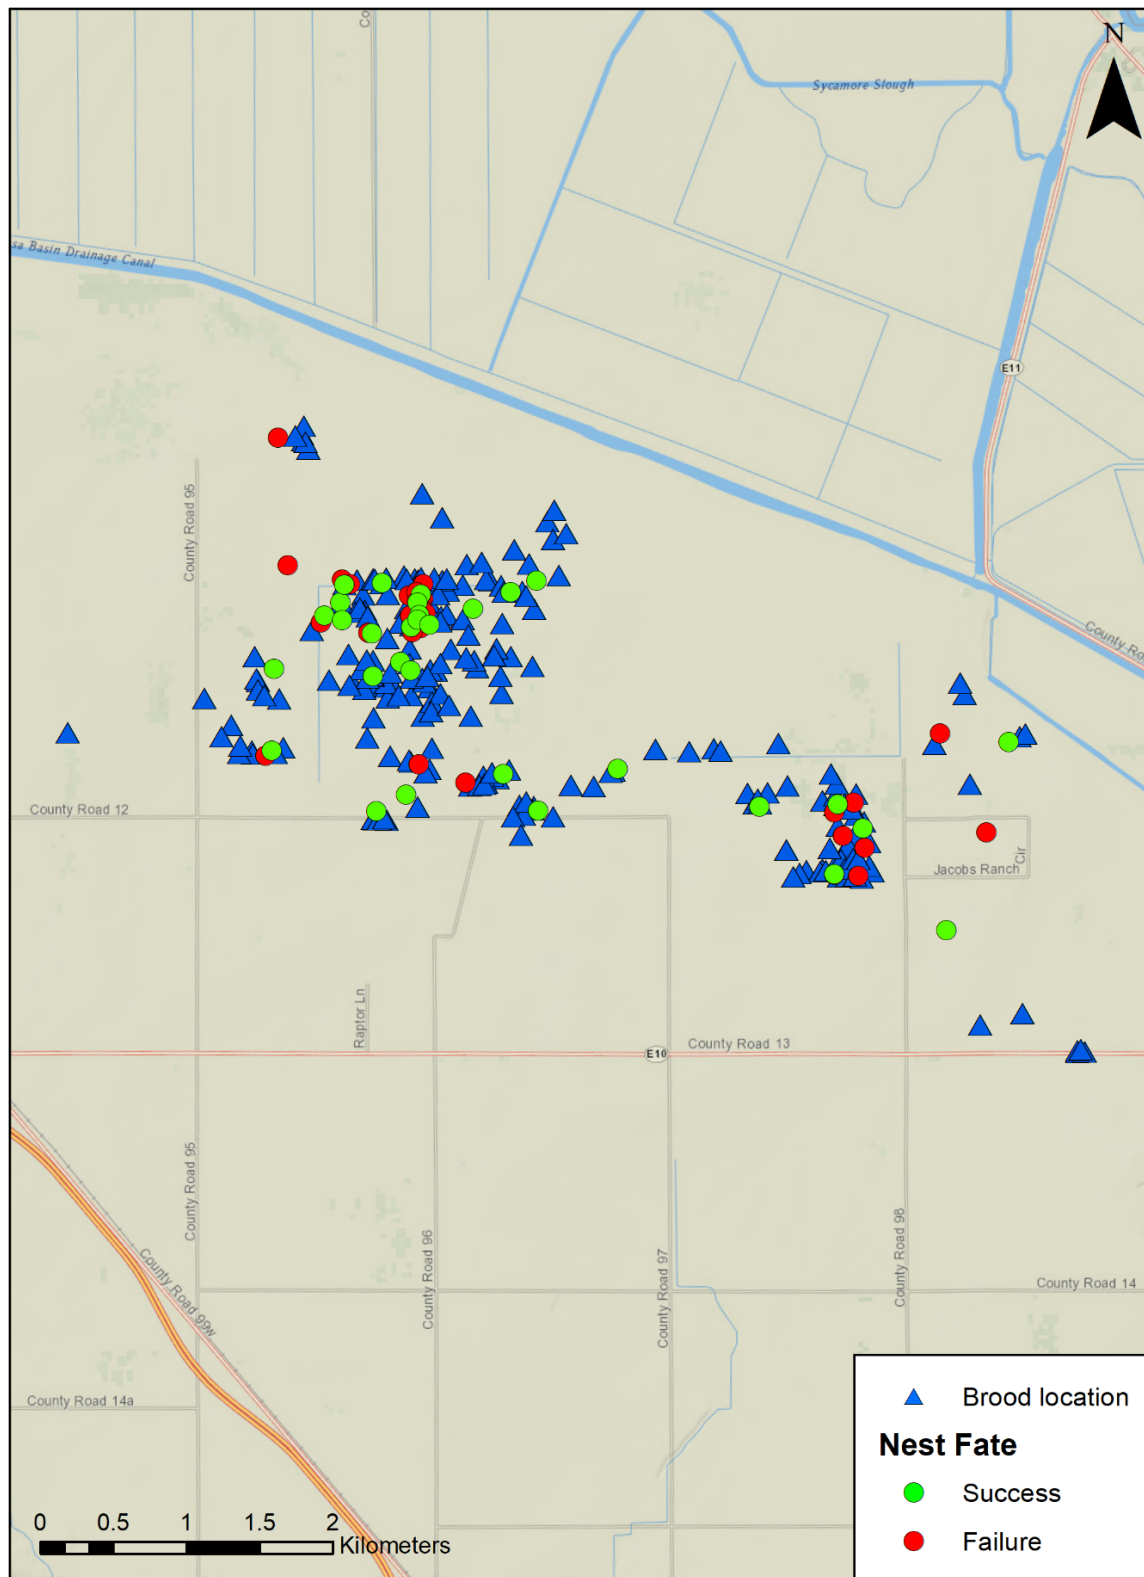 Co
N
Sycamore Slough
sa Basin Drainage Canal
E11
County Road 95
County Ro
County Road 12
Jacobs Ranch
Cir
Raptor Ln
E10
County Road 13
County Road 95
County Road 96
County Road 97
County Road 98
County Road 99w
County Road 14
County Road 14a
Brood location
Nest Fate
Success
Failure
0 0.5 1 1.5 2
Kilometers